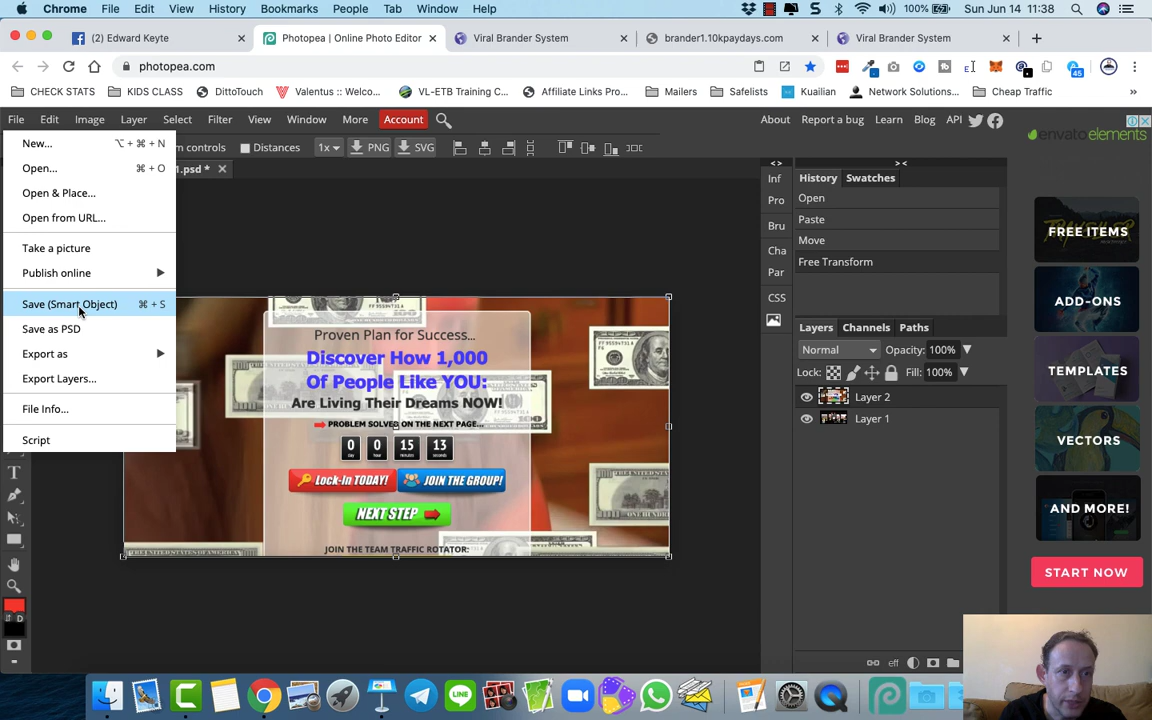 Chrome File Edit View History Bookmarks People Tab Window Help 100% Sun Jun 14 11:38
(2) Edward Keyte Photopea | Online Photo Editor Viral Brander System brander1.10kpaydays.com Viral Brander System
photopea.com
CHECK STATS KIDS CLASS DittoTouch Valentus :: Welco... VL-ETB Training C... Affiliate Links Pro... Mailers Safelists Kuailian Network Solutions... Cheap Traffic »
File Edit Image Layer Select Filter View Window More Account About Report a bug Learn Blog API
m controls Distances 1x PNG SVG
1.psd *
New... ⌥ + ⌘ + N
Open... ⌘ + O
Open & Place...
Open from URL...
Take a picture
Publish online
Save (Smart Object) ⌘ + S
Save as PSD
Export as
Export Layers...
File Info...
Script
Proven Plan for Success...
Discover How 1,000
Of People Like YOU:
Are Living Their Dreams NOW!
PROBLEM SOLVED ON THE NEXT PAGE...
0 0 15 13
Lock-In TODAY! JOIN THE GROUP!
NEXT STEP
JOIN THE TEAM TRAFFIC ROTATOR:
<> > <
Inf
Pro
Bru
Cha
Par
CSS
History Swatches
Open
Paste
Move
Free Transform
Layers Channels Paths
Normal Opacity: 100%
Lock: Fill: 100%
Layer 2
Layer 1
eff
envato elements
FREE ITEMS
ADD-ONS
TEMPLATES
VECTORS
AND MORE!
START NOW